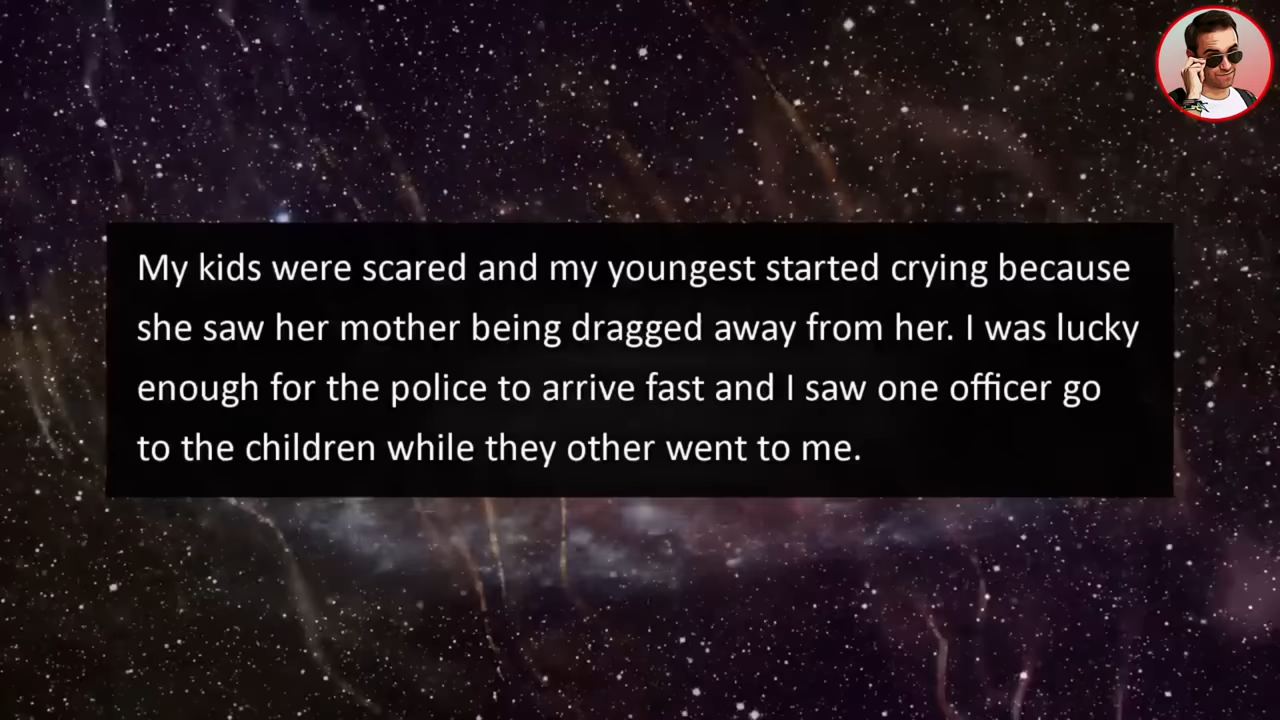 My kids were scared and my youngest started crying because
she saw her mother being dragged away from her. I was lucky
enough for the police to arrive fast and I saw one officer go
to the children while they other went to me.